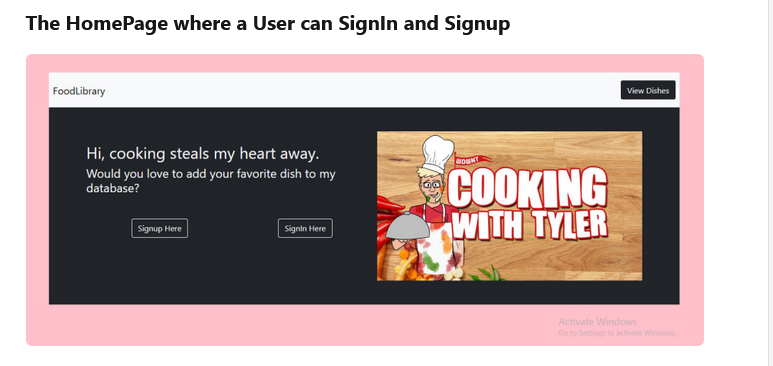 The HomePage where a User can SignIn and Signup
FoodLibrary
View Dishes
Hi, cooking steals my heart away.
Would you love to add your favorite dish to my
database?
Signup Here
SignIn Here
WDWNT
COOKING
WITH TYLER
Activate Windows
Go to Settings to activate Windows.